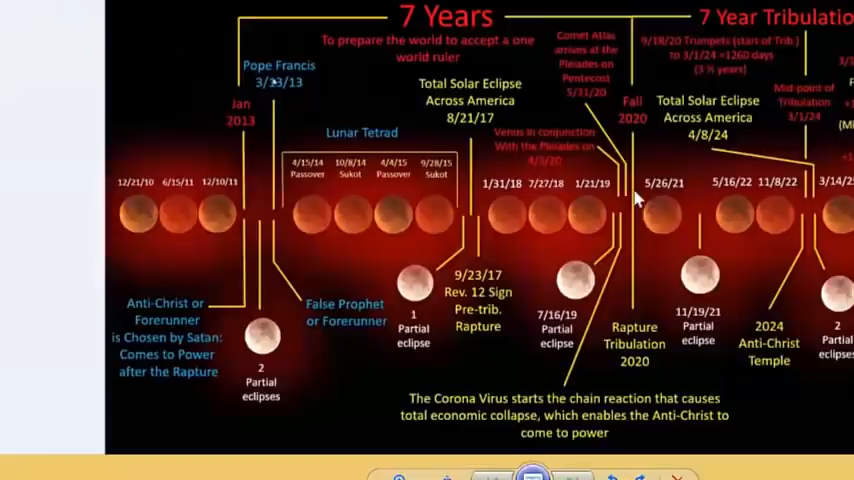 7 Years
7 Year Tribulatio
To prepare the world to accept a one
world ruler
Comet Atlas
arrives at the
Pleiades on
Pentecost
5/31/20
9/18/20 Trumpets (start of Trib.)
to 3/1/24 =1260 days
(3 ½ years)
Pope Francis
3/13/13
Jan
2013
Total Solar Eclipse
Across America
8/21/17
Fall
2020
Total Solar Eclipse
Across America
4/8/24
Mid-point of
Tribulation
3/1/24
Lunar Tetrad
Venus in conjunction
With the Pleiades on
4/3/20
4/15/14
Passover
10/8/14
Sukot
4/4/15
Passover
9/28/15
Sukot
12/21/10
6/15/11
12/10/11
1/31/18
7/27/18
1/21/19
5/26/21
5/16/22
11/8/22
3/14/25
Anti-Christ or
Forerunner
is Chosen by Satan:
Comes to Power
after the Rapture
False Prophet
or Forerunner
2
Partial
eclipses
1
Partial
eclipse
9/23/17
Rev. 12 Sign
Pre-trib.
Rapture
7/16/19
Partial
eclipse
Rapture
Tribulation
2020
11/19/21
Partial
eclipse
2024
Anti-Christ
Temple
2
Partial
eclipses
The Corona Virus starts the chain reaction that causes
total economic collapse, which enables the Anti-Christ to
come to power